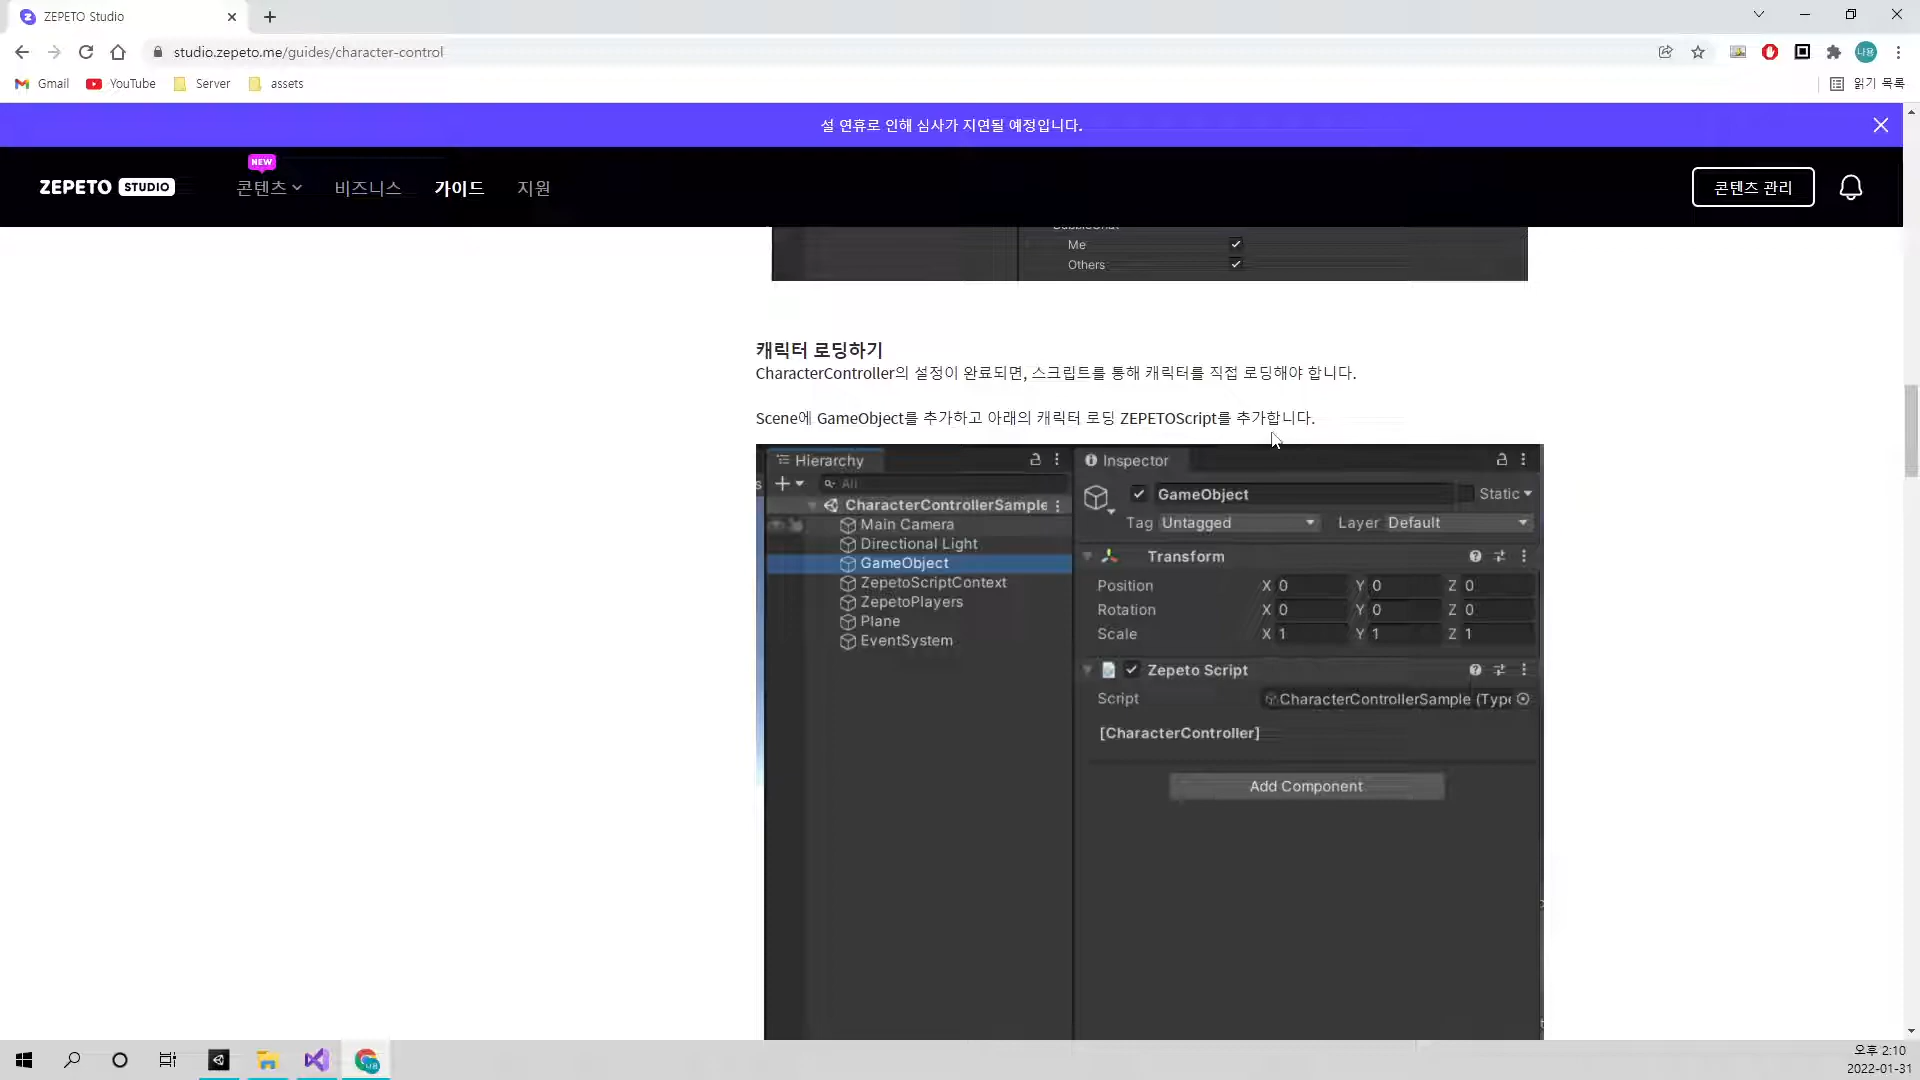 ZEPETO Studio
studio.zepeto.me/guides/character-control
나용
Gmail
YouTube
Server
assets
읽기 목록
설 연휴로 인해 심사가 지연될 예정입니다.
NEW
ZEPETO STUDIO
콘텐츠
비즈니스
가이드
지원
콘텐츠 관리
Me
Others
캐릭터 로딩하기
CharacterController의 설정이 완료되면, 스크립트를 통해 캐릭터를 직접 로딩해야 합니다.
Scene에 GameObject를 추가하고 아래의 캐릭터 로딩 ZEPETOScript를 추가합니다.
Hierarchy
All
CharacterControllerSample
Main Camera
Directional Light
GameObject
ZepetoScriptContext
ZepetoPlayers
Plane
EventSystem
Inspector
GameObject
Static
Tag Untagged
Layer Default
Transform
Position X 0 Y 0 Z 0
Rotation X 0 Y 0 Z 0
Scale X 1 Y 1 Z 1
Zepeto Script
Script CharacterControllerSample (Type
[CharacterController]
Add Component
오후 2:10
2022-01-31